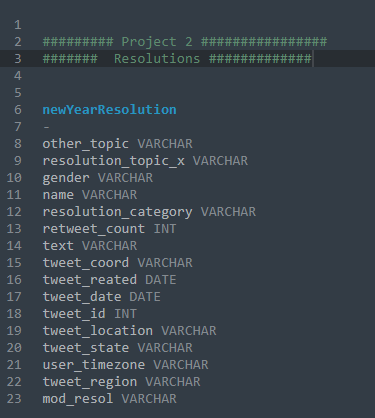 1
2 ######### Project 2 ################
3 ####### Resolutions #############
4
5
6 newYearResolution
7 -
8 other_topic VARCHAR
9 resolution_topic_x VARCHAR
10 gender VARCHAR
11 name VARCHAR
12 resolution_category VARCHAR
13 retweet_count INT
14 text VARCHAR
15 tweet_coord VARCHAR
16 tweet_reated DATE
17 tweet_date DATE
18 tweet_id INT
19 tweet_location VARCHAR
20 tweet_state VARCHAR
21 user_timezone VARCHAR
22 tweet_region VARCHAR
23 mod_resol VARCHAR